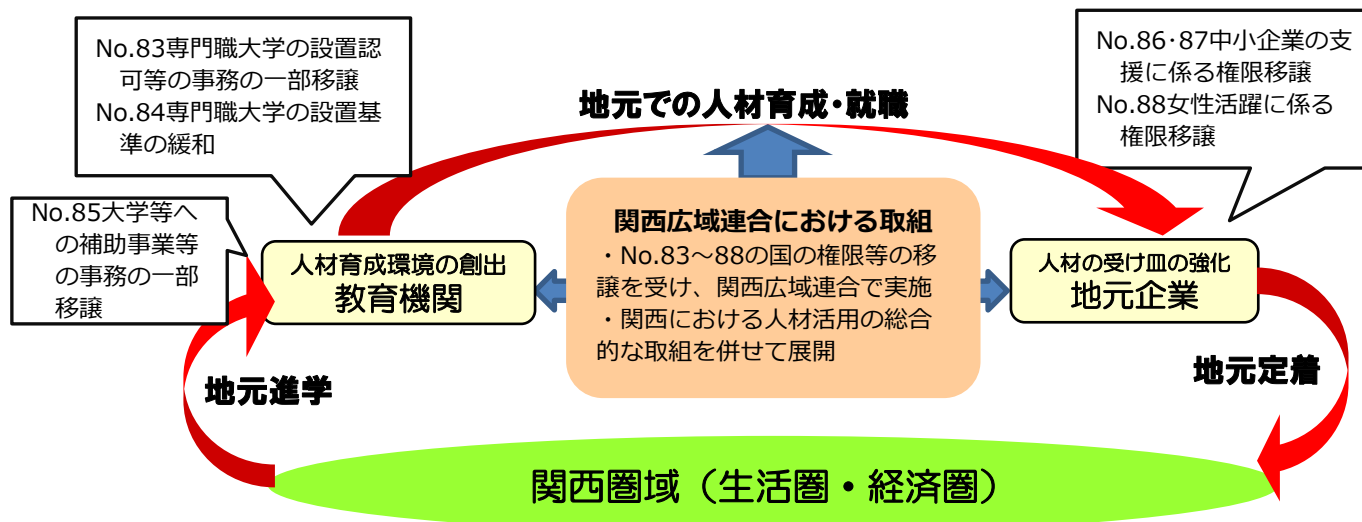 No.83専門職大学の設置認
可等の事務の一部移譲
No.84専門職大学の設置基
準の緩和
No.86・87中小企業の支
援に係る権限移譲
No.88女性活躍に係る
権限移譲
地元での人材育成・就職
No.85大学等へ
の補助事業等
の事務の一部
移譲
人材育成環境の創出
教育機関
関西広域連合における取組
・No.83～88の国の権限等の移
譲を受け、関西広域連合で実施
・関西における人材活用の総合
的な取組を併せて展開
人材の受け皿の強化
地元企業
地元進学
地元定着
関西圏域（生活圏・経済圏）